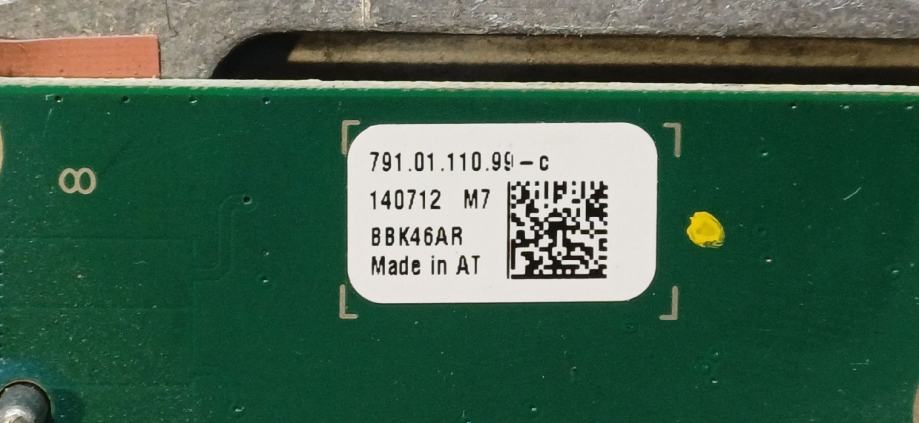 8
791.01.110.99-c
140712 M7
BBK46AR
Made in AT